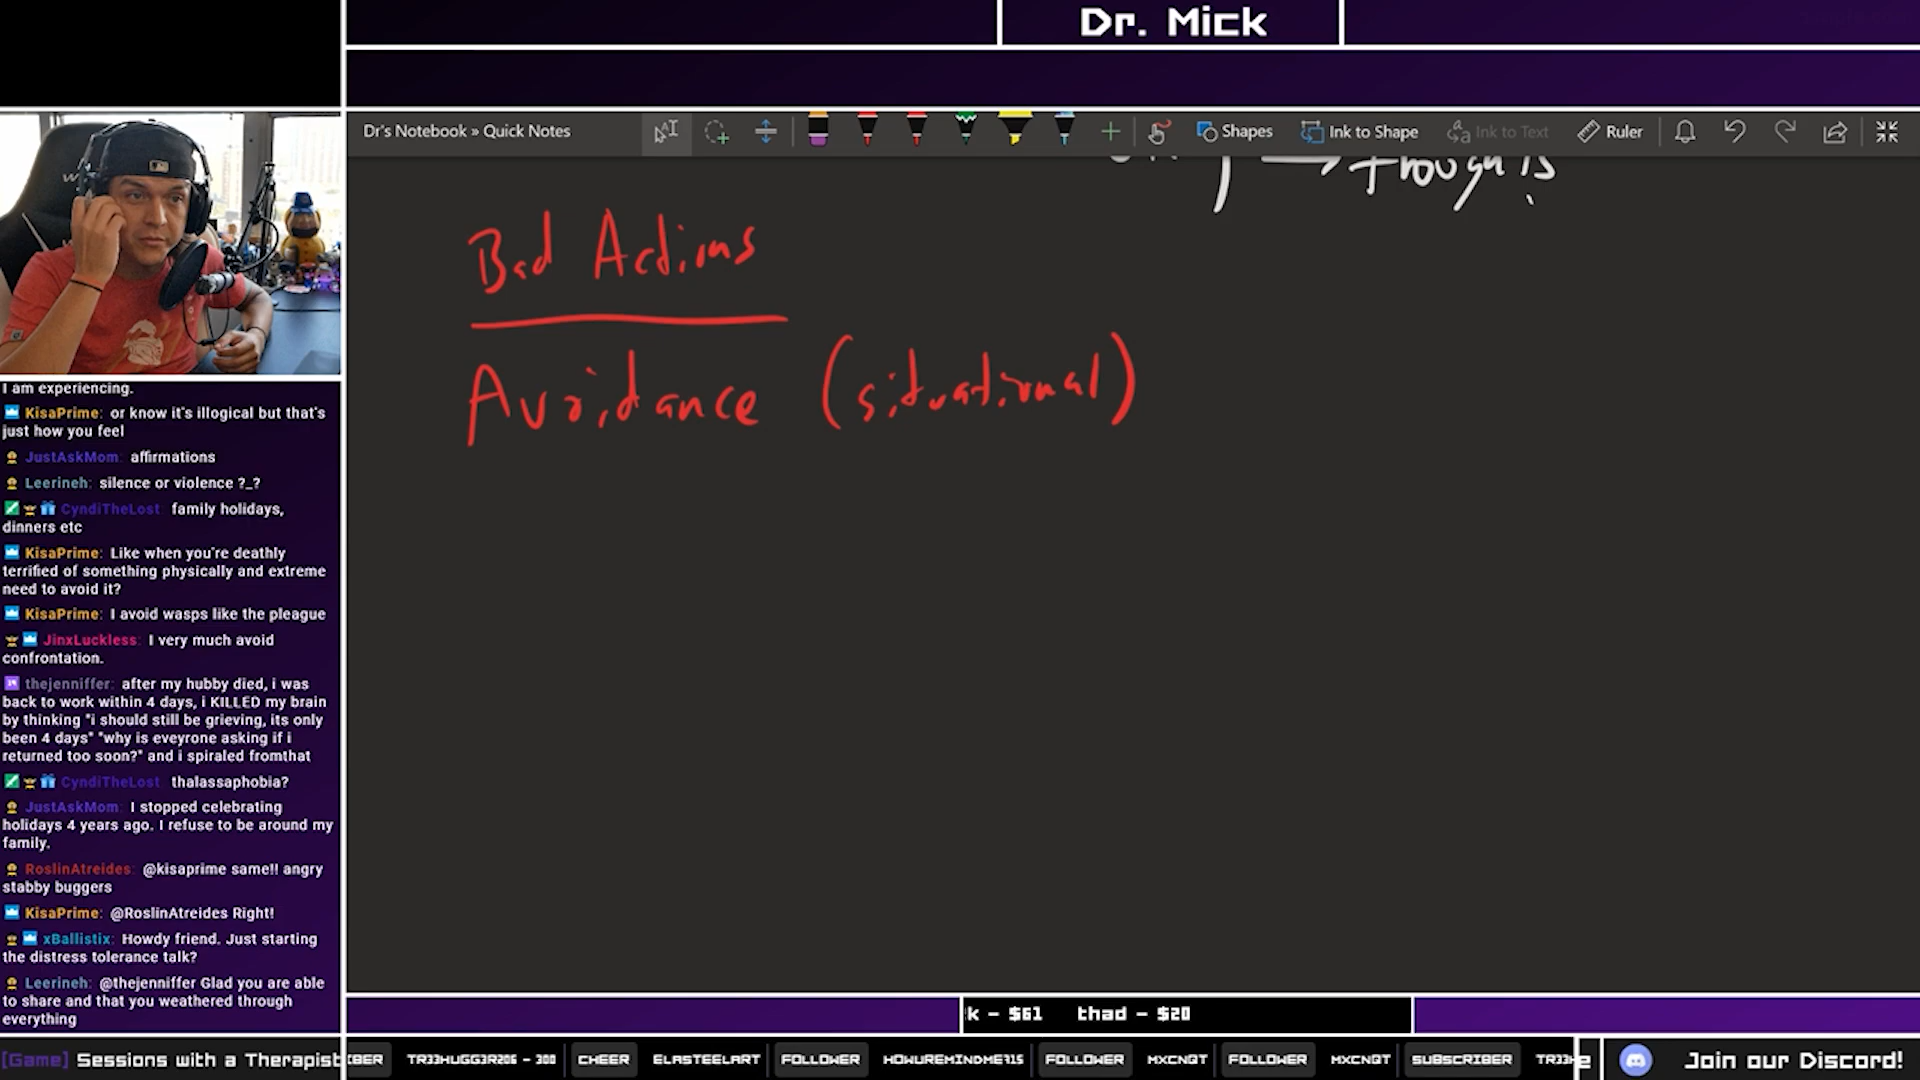 Dr. Mick
Dr's Notebook » Quick Notes
Shapes
Ink to Shape
Ink to Text
Ruler
→ thoughts
Bad Actions
Avoidance (situational)
I am experiencing.
KisaPrime: or know it's illogical but that's
just how you feel
JustAskMom: affirmations
Leerineh: silence or violence ?_?
CyndiTheLost: family holidays,
dinners etc
KisaPrime: Like when you're deathly
terrified of something physically and extreme
need to avoid it?
KisaPrime: I avoid wasps like the pleague
JinxLuckless: I very much avoid
confrontation.
thejenniffer: after my hubby died, i was
back to work within 4 days, i KILLED my brain
by thinking "i should still be grieving, its only
been 4 days" "why is eveyrone asking if i
returned too soon?" and i spiraled fromthat
CyndiTheLost: thalassaphobia?
JustAskMom: I stopped celebrating
holidays 4 years ago. I refuse to be around my
family.
RoslinAtreides: @kisaprime same!! angry
stabby buggers
KisaPrime: @RoslinAtreides Right!
xBallistix: Howdy friend. Just starting
the distress tolerance talk?
Leerineh: @thejenniffer Glad you are able
to share and that you weathered through
everything
k - $61 thad - $20
[Game] Sessions with a Therapist
IBER TR33HUGG3R206 - 300 CHEER ELASTEELART FOLLOWER HOWUREMINDME715 FOLLOWER MXCNQT FOLLOWER MXCNQT SUBSCRIBER TR33H
Join our Discord!